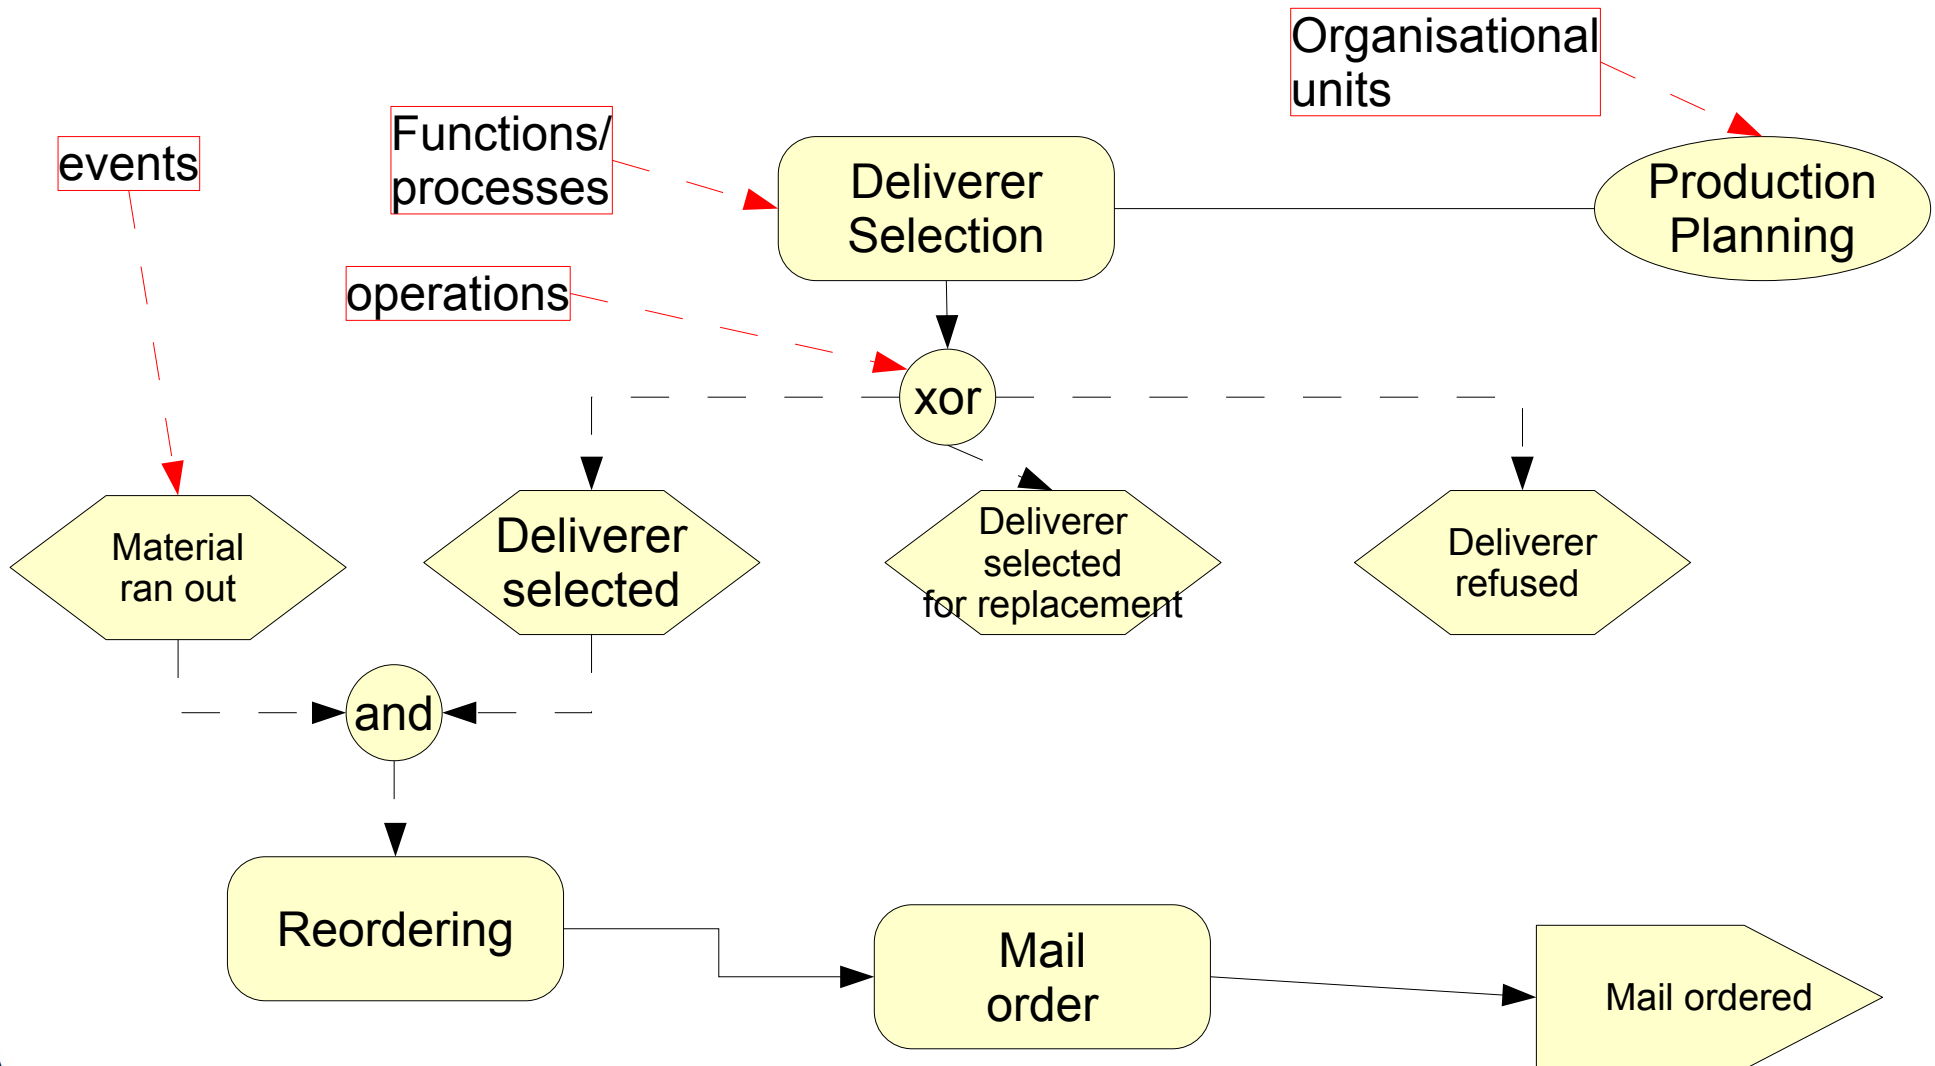 Organisational
units
Functions/
processes
events
Deliverer
Selection
Production
Planning
operations
xor
Material
ran out
Deliverer
selected
Deliverer
selected
for replacement
Deliverer
refused
and
Reordering
Mail
order
Mail ordered